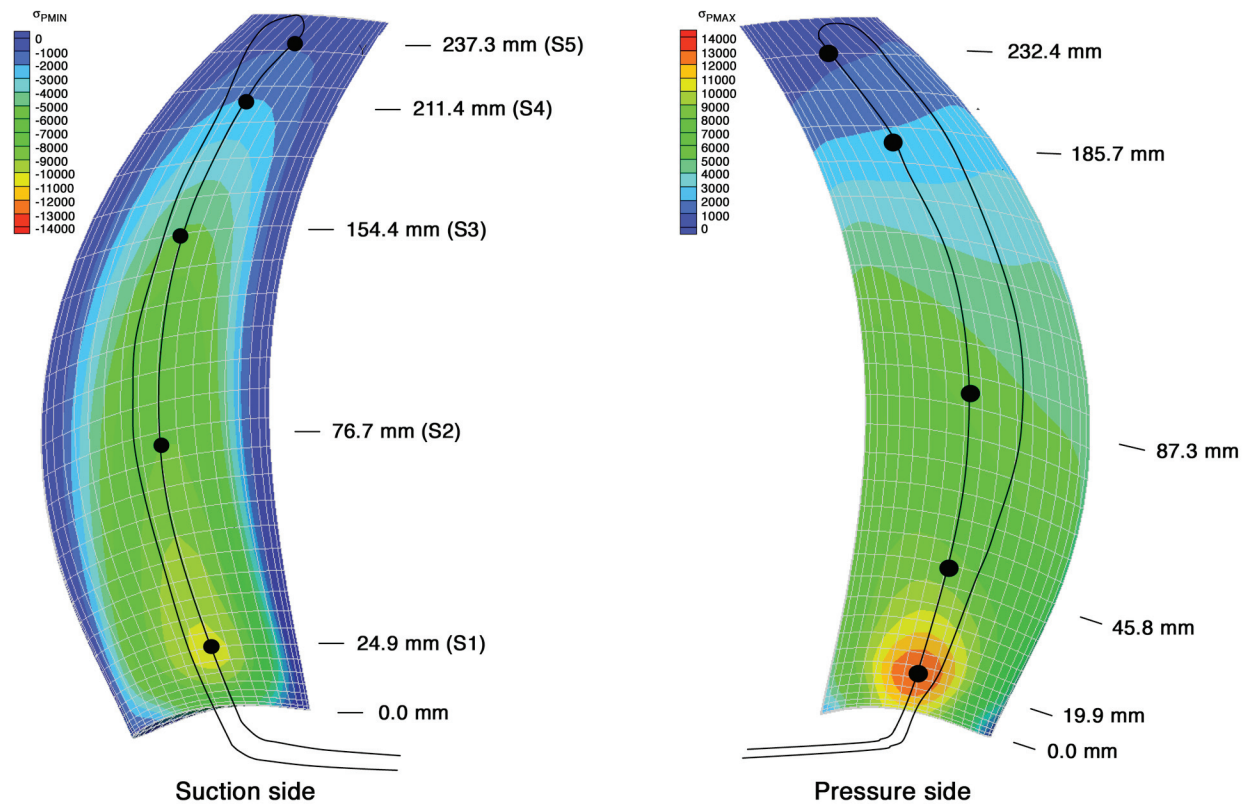 σPMIN
0
-1000
-2000
-3000
-4000
-5000
-6000
-7000
-8000
-9000
-10000
-11000
-12000
-13000
-14000
237.3 mm (S5)
211.4 mm (S4)
154.4 mm (S3)
76.7 mm (S2)
24.9 mm (S1)
0.0 mm
Suction side
σPMAX
14000
13000
12000
11000
10000
9000
8000
7000
6000
5000
4000
3000
2000
1000
0
232.4 mm
185.7 mm
87.3 mm
45.8 mm
19.9 mm
0.0 mm
Pressure side